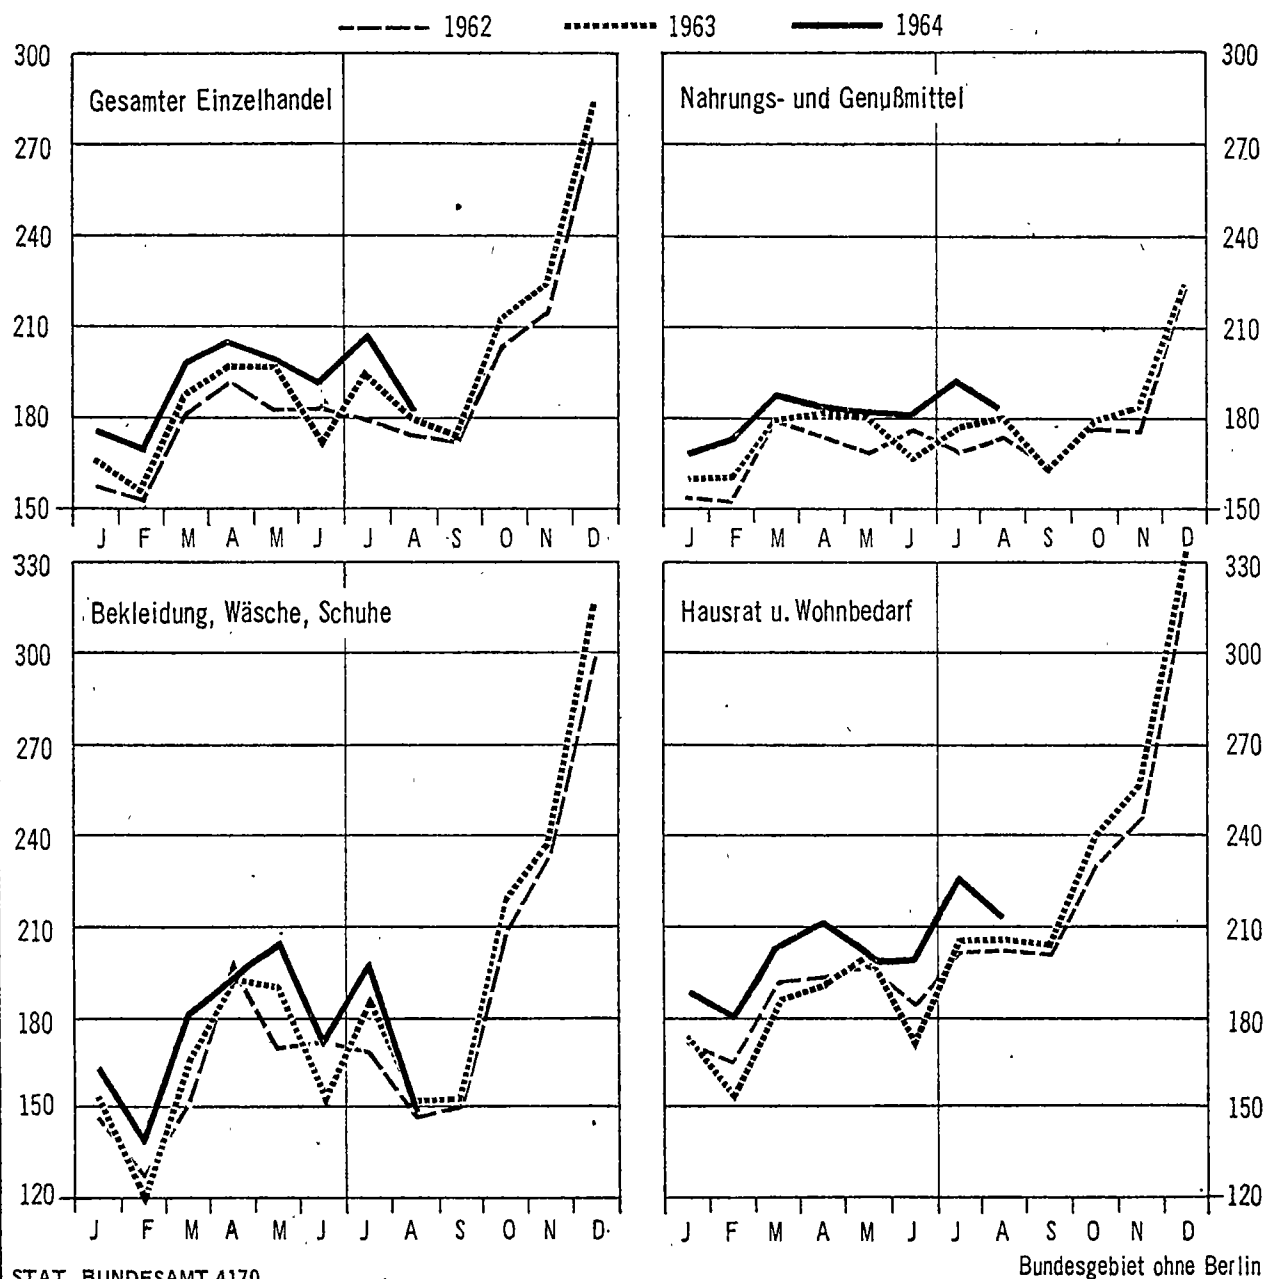 1962 1963 1964
300 300
Gesamter Einzelhandel Nahrungs- und Genußmittel
270 270
240 240
210 210
180 180
150 150
J F M A M J J A S O N D J F M A M J J A S O N D
330 330
Bekleidung, Wäsche, Schuhe Hausrat u. Wohnbedarf
300 300
270 270
240 240
210 210
180 180
150 150
120 120
J F M A M J J A S O N D J F M A M J J A S O N D
STAT. BUNDESAMT 4170 Bundesgebiet ohne Berlin